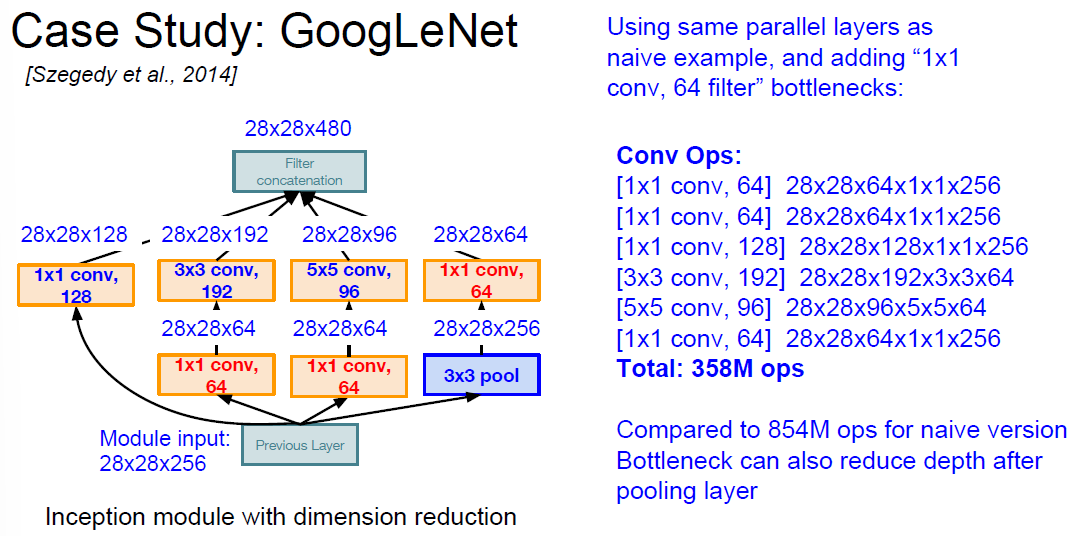 Case Study: GoogLeNet
[Szegedy et al., 2014]
28x28x480
Filter
concatenation
28x28x128
28x28x192
28x28x96
28x28x64
1x1 conv,
128
3x3 conv,
192
5x5 conv,
96
1x1 conv,
64
28x28x64
28x28x64
28x28x256
1x1 conv,
64
1x1 conv,
64
3x3 pool
Module input:
28x28x256
Previous Layer
Inception module with dimension reduction
Using same parallel layers as
naive example, and adding “1x1
conv, 64 filter” bottlenecks:
Conv Ops:
[1x1 conv, 64] 28x28x64x1x1x256
[1x1 conv, 64] 28x28x64x1x1x256
[1x1 conv, 128] 28x28x128x1x1x256
[3x3 conv, 192] 28x28x192x3x3x64
[5x5 conv, 96] 28x28x96x5x5x64
[1x1 conv, 64] 28x28x64x1x1x256
Total: 358M ops
Compared to 854M ops for naive version
Bottleneck can also reduce depth after
pooling layer